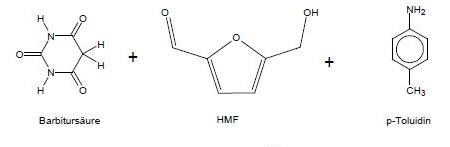 O
H
N
H
O
N
H
H
O
+
O
O
OH
+
NH2
CH3
Barbitursäure
HMF
p-Toluidin